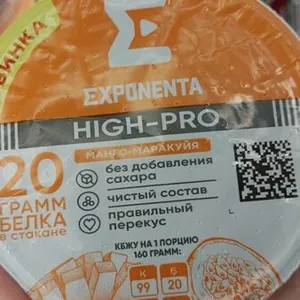 ВИНКА
EXPONENTA
HIGH-PRO
МАНГО-МАРАКУЙЯ
20
ГРАММ
БЕЛКА
в стакане
без добавления
сахара
чистый состав
правильный
перекус
L
КБЖУ НА 1 ПОРЦИЮ
160 ГРАММ:
К
99
Б
20